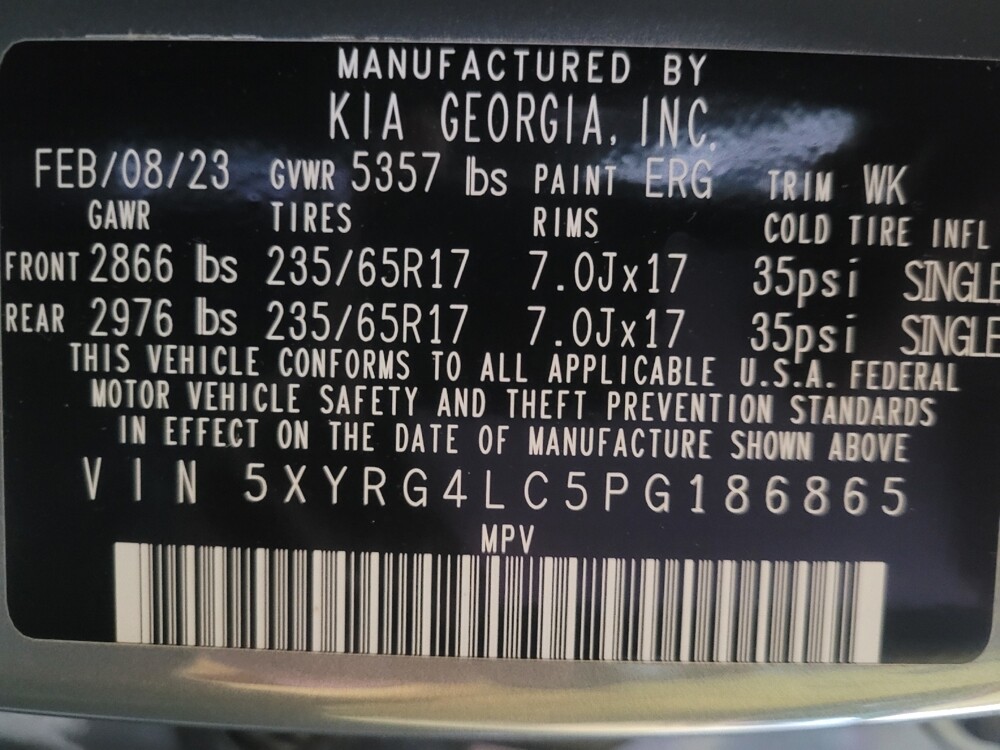 MANUFACTURED BY
KIA GEORGIA, INC.
FEB/08/23 GVWR 5357 lbs PAINT ERG TRIM WK
GAWR TIRES RIMS COLD TIRE INFL
FRONT 2866 lbs 235/65R17 7.0Jx17 35psi SINGLE
REAR 2976 lbs 235/65R17 7.0Jx17 35psi SINGLE
THIS VEHICLE CONFORMS TO ALL APPLICABLE U.S.A. FEDERAL
MOTOR VEHICLE SAFETY AND THEFT PREVENTION STANDARDS
IN EFFECT ON THE DATE OF MANUFACTURE SHOWN ABOVE
VIN 5XYRG4LC5PG186865
MPV